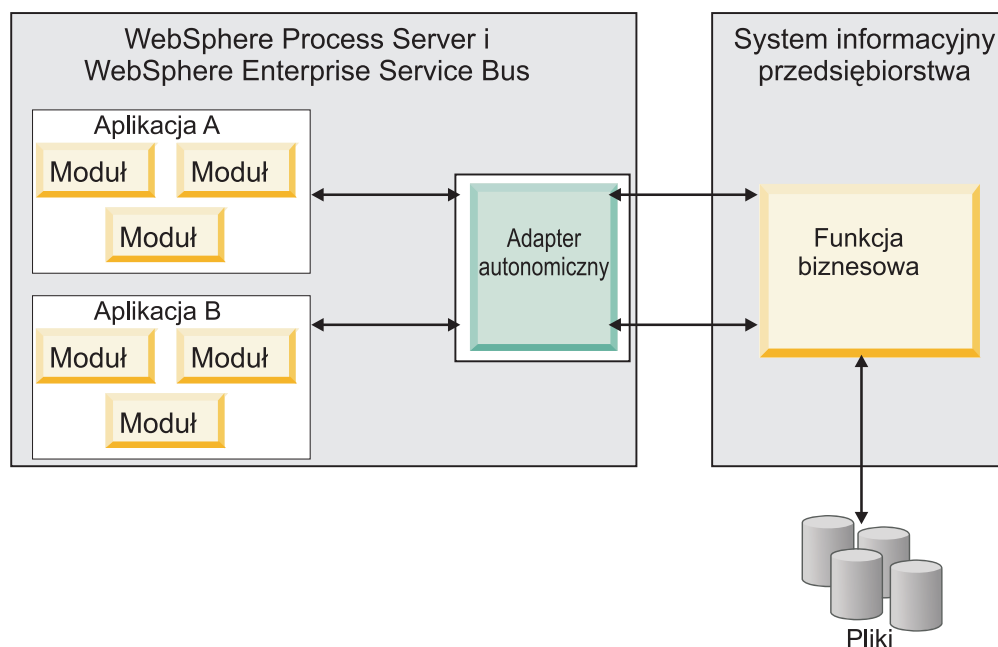 WebSphere Process Server i
WebSphere Enterprise Service Bus
Aplikacja A
Moduł
Moduł
Moduł
Aplikacja B
Moduł
Moduł
Moduł
Adapter
autonomiczny
System informacyjny
przedsiębiorstwa
Funkcja
biznesowa
Pliki